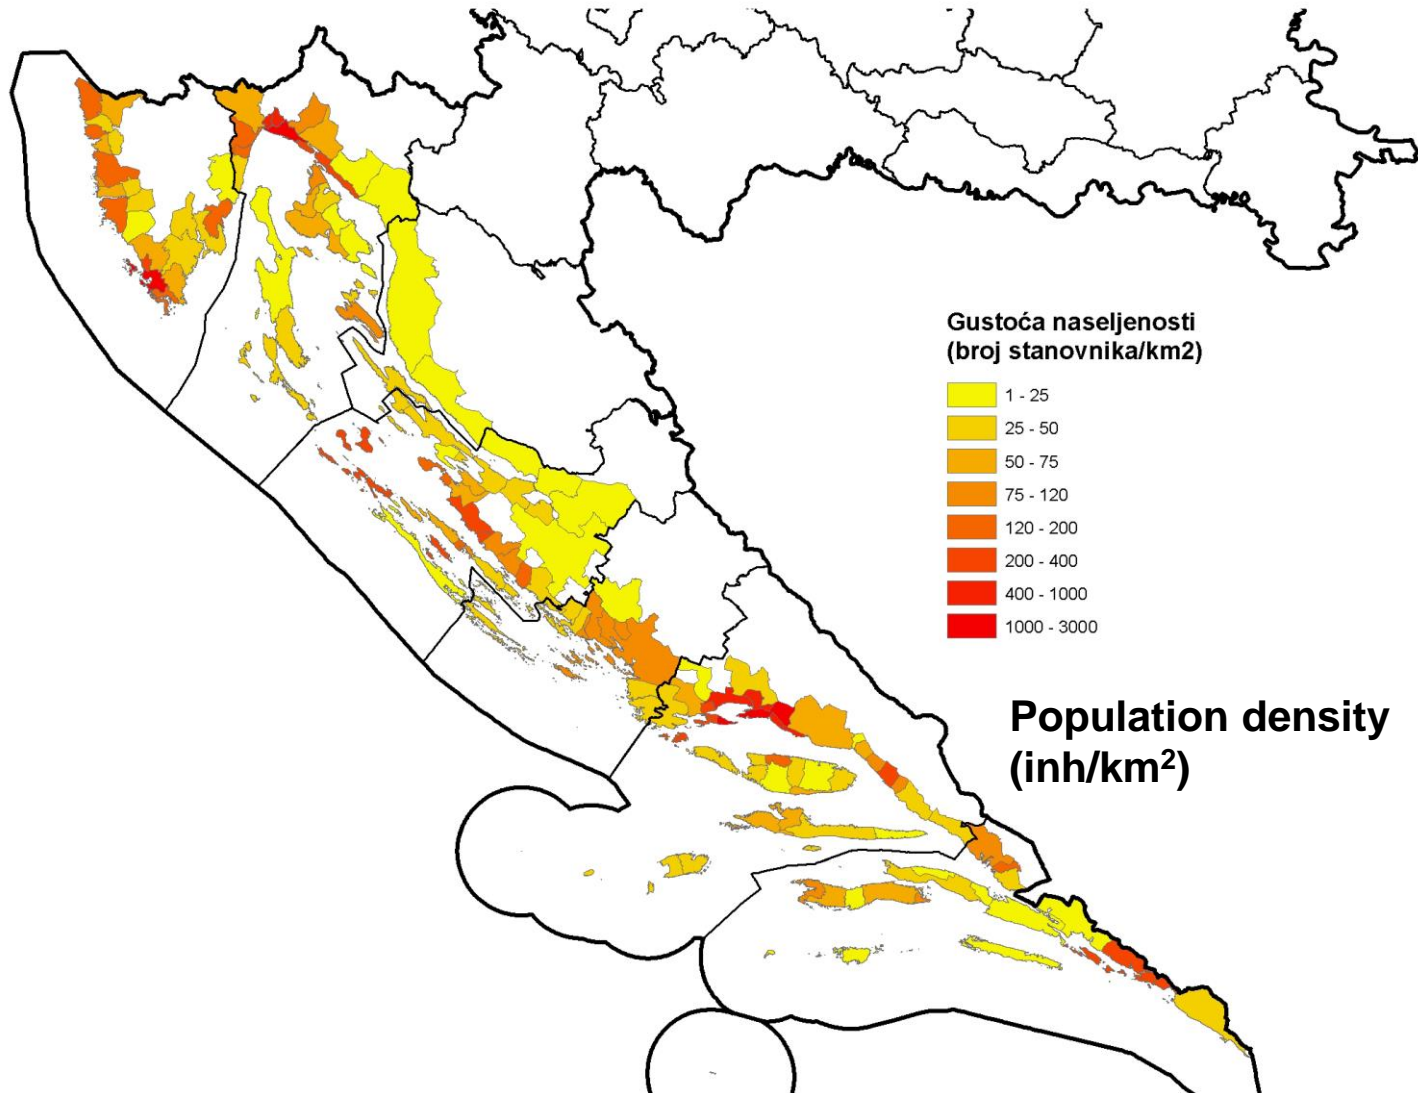 Gustoća naseljenosti
(broj stanovnika/km2)
1 - 25
25 - 50
50 - 75
75 - 120
120 - 200
200 - 400
400 - 1000
1000 - 3000
Population density
(inh/km²)